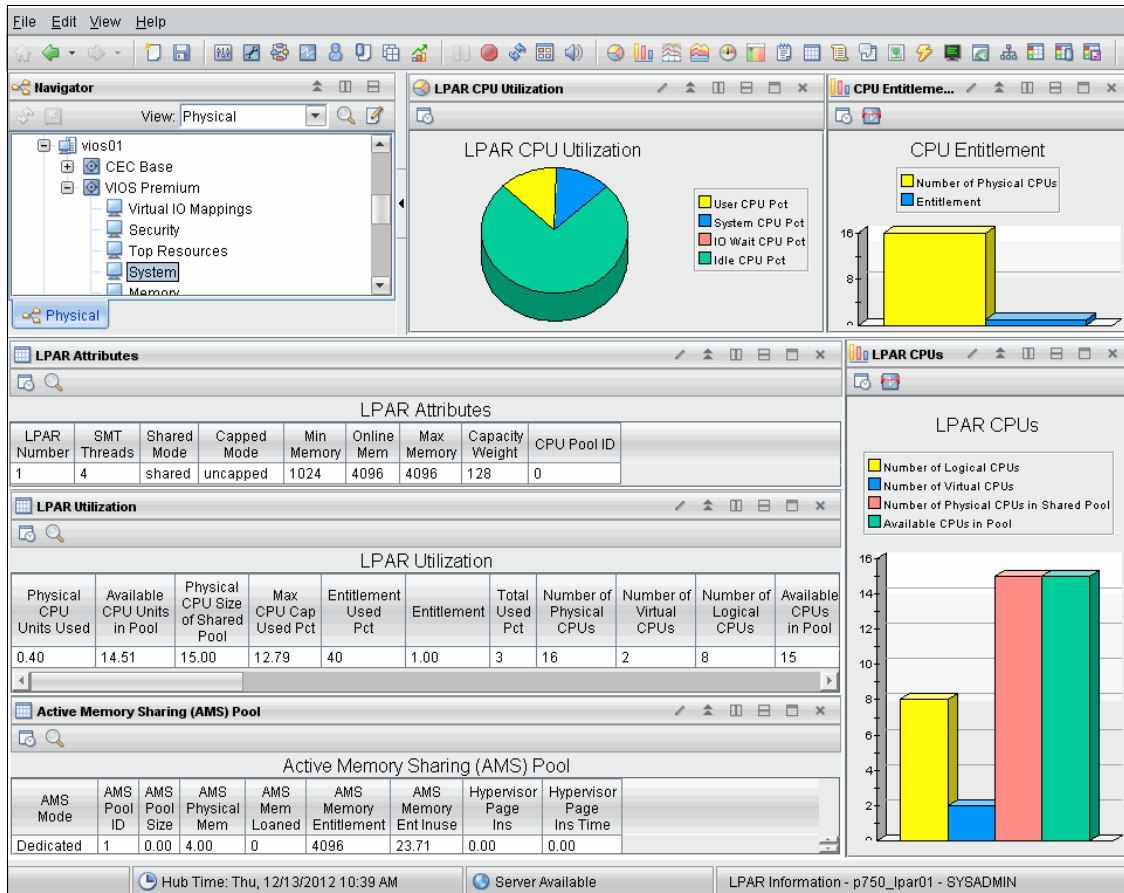 File Edit View Help
Navigator
View: Physical
vios01
CEC Base
VIOS Premium
Virtual IO Mappings
Security
Top Resources
System
Memory
Physical
LPAR CPU Utilization
LPAR CPU Utilization
User CPU Pct
System CPU Pct
IO Wait CPU Pct
Idle CPU Pct
CPU Entitleme...
CPU Entitlement
Number of Physical CPUs
Entitlement
16
8
0
LPAR Attributes
LPAR Attributes
LPAR Number SMT Threads Shared Mode Capped Mode Min Memory Online Mem Max Memory Capacity Weight CPU Pool ID
1 4 shared uncapped 1024 4096 4096 128 0
LPAR Utilization
LPAR Utilization
Physical CPU Units Used Available CPU Units in Pool Physical CPU Size of Shared Pool Max CPU Cap Used Pct Entitlement Used Pct Entitlement Total Used Pct Number of Physical CPUs Number of Virtual CPUs Number of Logical CPUs Available CPUs in Pool
0.40 14.51 15.00 12.79 40 1.00 3 16 2 8 15
Active Memory Sharing (AMS) Pool
Active Memory Sharing (AMS) Pool
AMS Mode AMS Pool ID AMS Pool Size AMS Physical Mem AMS Mem Loaned AMS Memory Entitlement AMS Memory Ent Inuse Hypervisor Page Ins Hypervisor Page Ins Time
Dedicated 1 0.00 4.00 0 4096 23.71 0.00 0.00
LPAR CPUs
LPAR CPUs
Number of Logical CPUs
Number of Virtual CPUs
Number of Physical CPUs in Shared Pool
Available CPUs in Pool
16
14
12
10
8
6
4
2
0
Hub Time: Thu, 12/13/2012 10:39 AM
Server Available
LPAR Information - p750_lpar01 - SYSADMIN